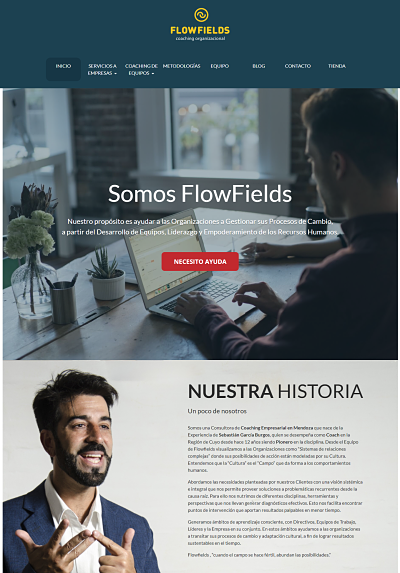 FLOWFIELDS
coaching organizacional
INICIO
SERVICIOS A
EMPRESAS
COACHING DE
EQUIPOS
METODOLOGÍAS
EQUIPO
BLOG
CONTACTO
TIENDA
Somos FlowFields
Nuestro propósito es ayudar a las Organizaciones a Gestionar sus Procesos de Cambio,
a partir del Desarrollo de Equipos, Liderazgo y Empoderamiento de los Recursos Humanos.
NECESITO AYUDA
NUESTRA HISTORIA
Un poco de nosotros
Somos una Consultora de Coaching Empresarial en Mendoza que nace de la
Experiencia de Sebastián García Burgos, quien se desempeña como Coach en la
Región de Cuyo desde hace 12 años siendo Pionero en la disciplina. Desde el Equipo
de Flowfields visualizamos a las Organizaciones como "Sistemas de relaciones
complejas" donde sus posibilidades de acción están modeladas por su Cultura.
Entendemos que la "Cultura" es el "Campo" que da forma a los comportamientos
humanos.
Abordamos las necesidades planteadas por nuestros Clientes con una visión sistémica
e integral que nos permita proveer soluciones a problemáticas recurrentes desde la
causa raíz. Para ello nos nutrimos de diferentes disciplinas, herramientas y
perspectivas que nos llevan generar diagnósticos efectivos. Esto nos facilita encontrar
puntos de intervención que aportan resultados palpables en menor tiempo.
Generamos ámbitos de aprendizaje consciente, con Directivos, Equipos de Trabajo,
Líderes y la Empresa en su conjunto. En estos ámbitos ayudamos a las organizaciones
a transitar sus procesos de cambio y adaptación cultural, a fin de lograr resultados
sustentables en el tiempo.
Flowfields , "cuando el campo se hace fértil, abundan las posibilidades."